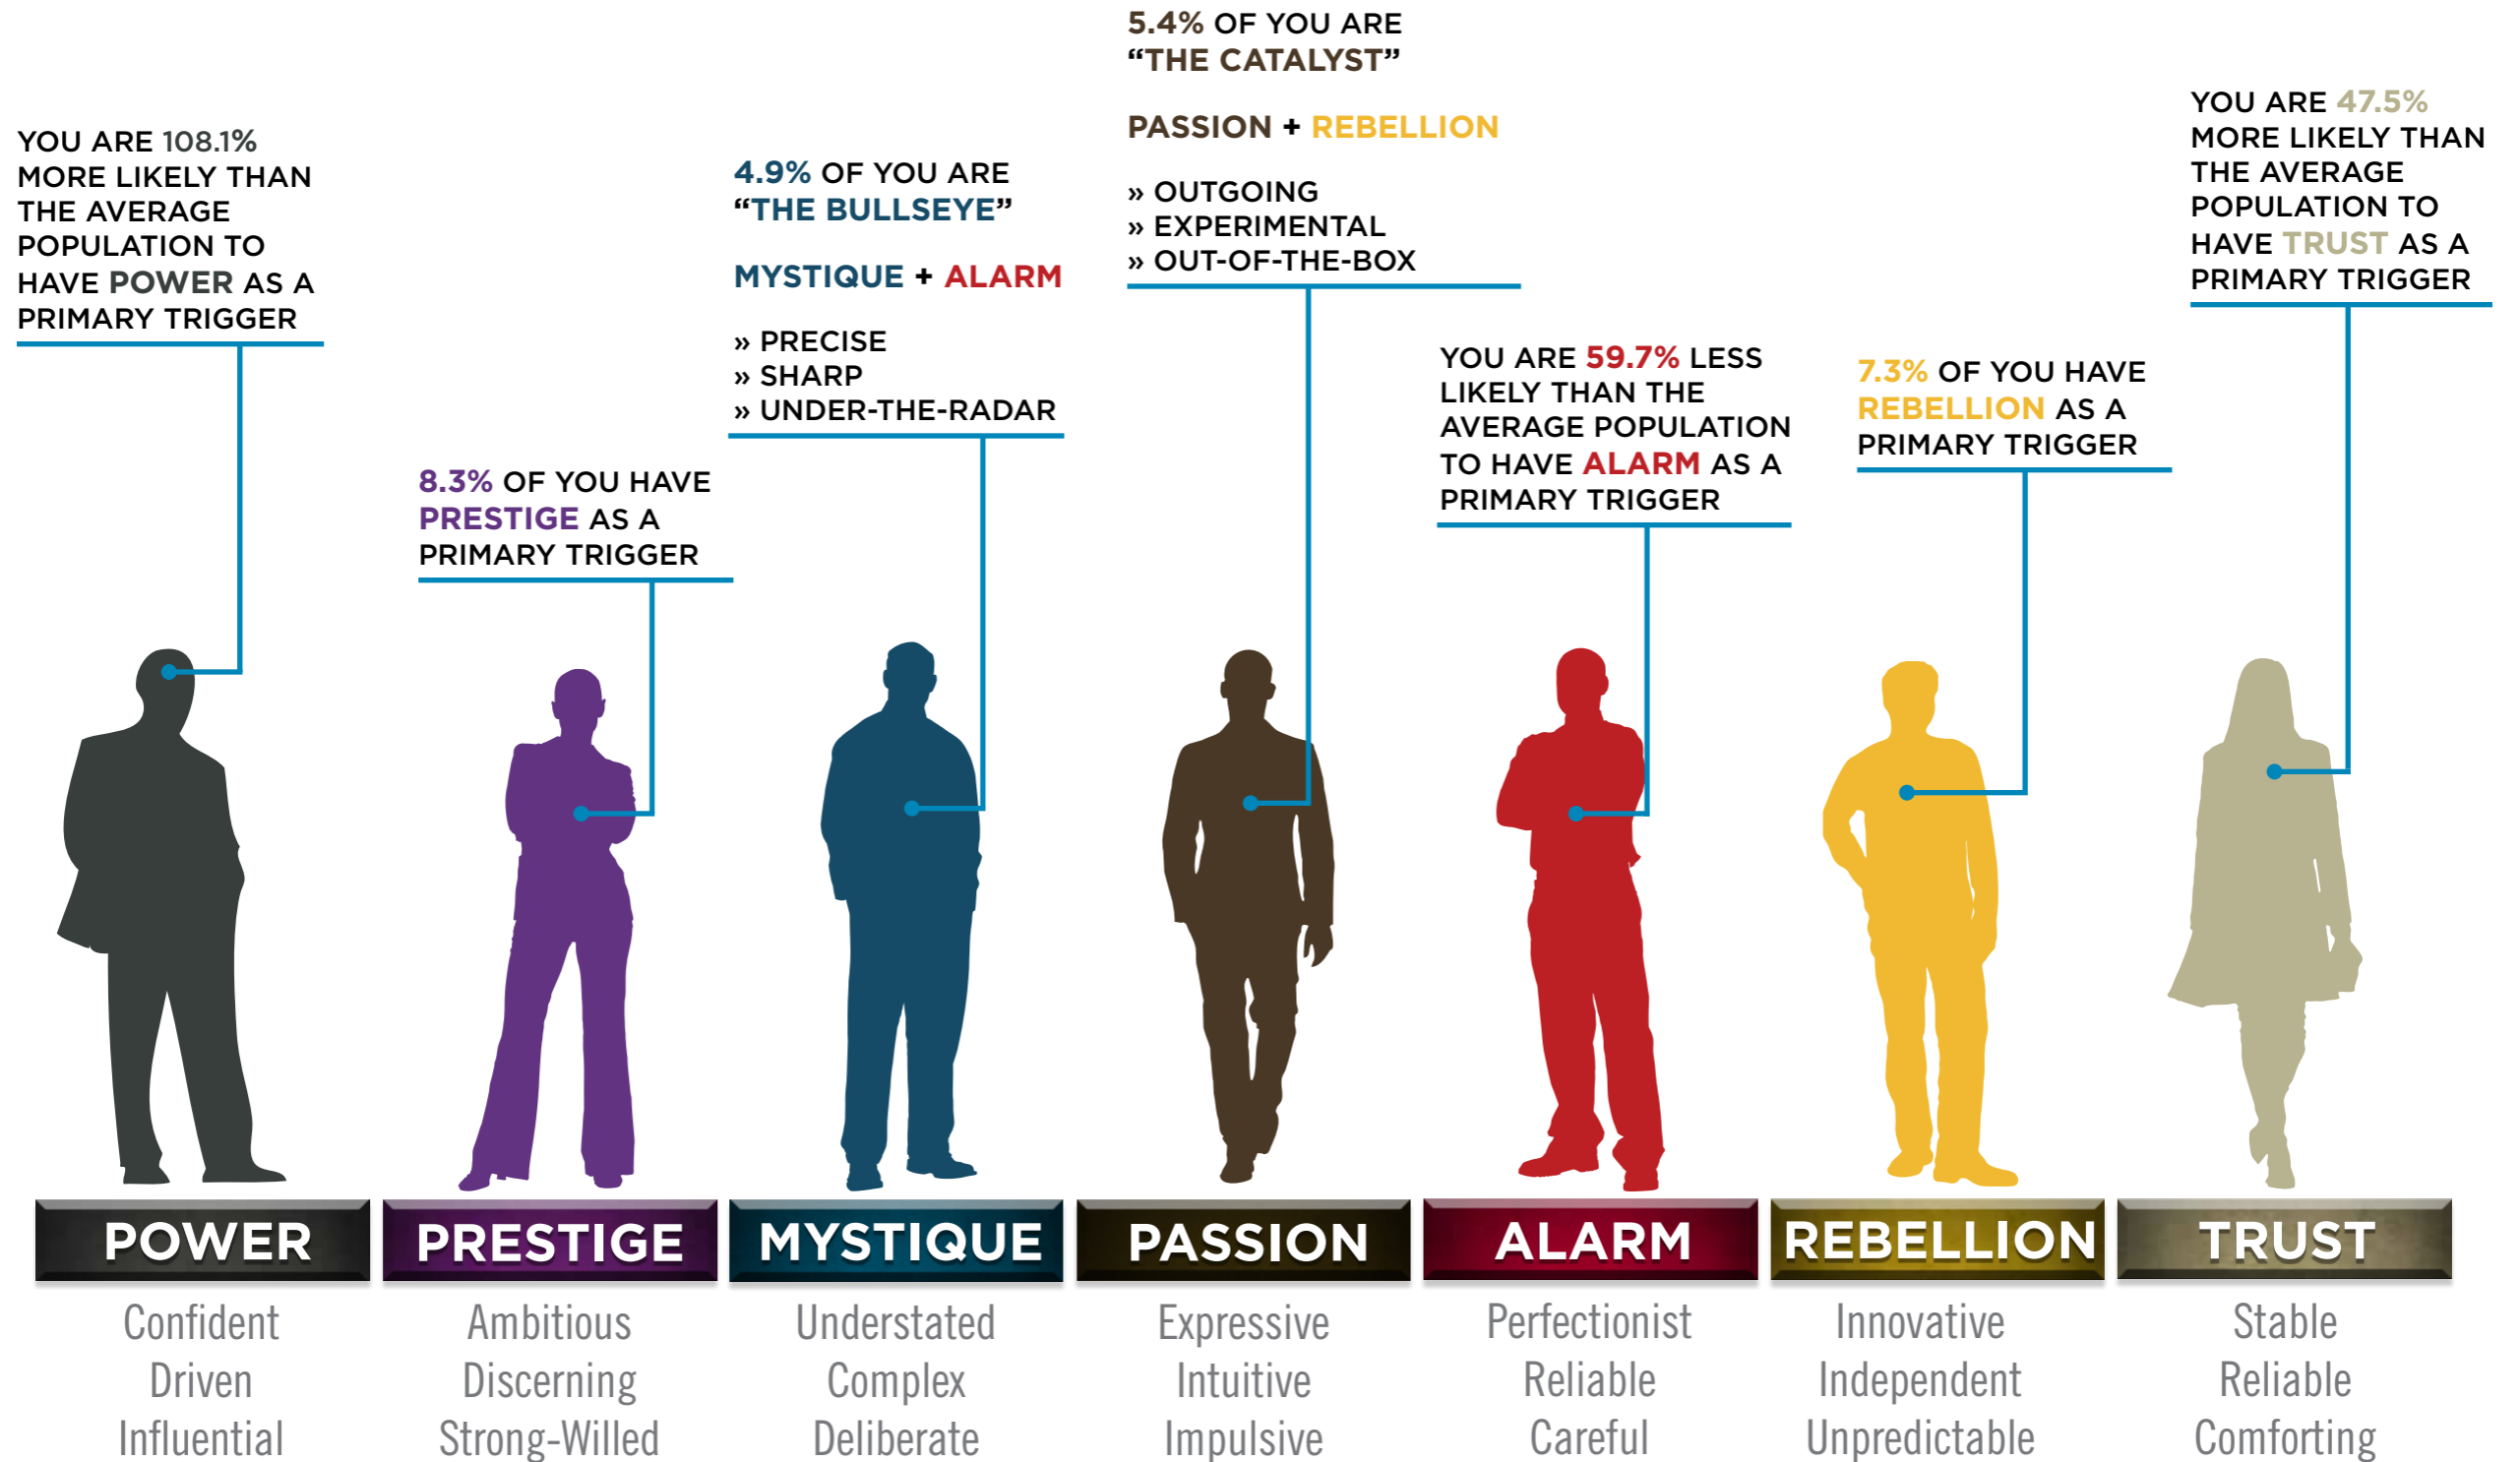 YOU ARE 108.1%
MORE LIKELY THAN
THE AVERAGE
POPULATION TO
HAVE POWER AS A
PRIMARY TRIGGER
8.3% OF YOU HAVE
PRESTIGE AS A
PRIMARY TRIGGER
4.9% OF YOU ARE
“THE BULLSEYE”
MYSTIQUE + ALARM
» PRECISE
» SHARP
» UNDER-THE-RADAR
5.4% OF YOU ARE
“THE CATALYST”
PASSION + REBELLION
» OUTGOING
» EXPERIMENTAL
» OUT-OF-THE-BOX
YOU ARE 59.7% LESS
LIKELY THAN THE
AVERAGE POPULATION
TO HAVE ALARM AS A
PRIMARY TRIGGER
7.3% OF YOU HAVE
REBELLION AS A
PRIMARY TRIGGER
YOU ARE 47.5%
MORE LIKELY THAN
THE AVERAGE
POPULATION TO
HAVE TRUST AS A
PRIMARY TRIGGER
POWER
Confident
Driven
Influential
PRESTIGE
Ambitious
Discerning
Strong-Willed
MYSTIQUE
Understated
Complex
Deliberate
PASSION
Expressive
Intuitive
Impulsive
ALARM
Perfectionist
Reliable
Careful
REBELLION
Innovative
Independent
Unpredictable
TRUST
Stable
Reliable
Comforting